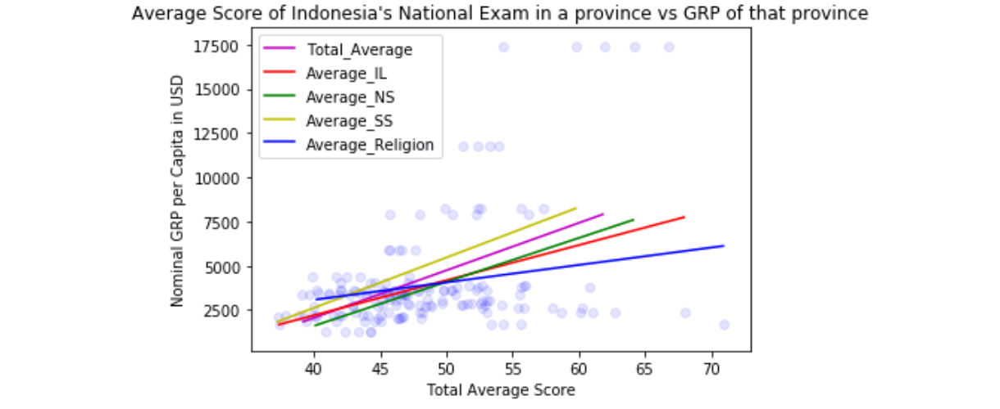 Average Score of Indonesia's National Exam in a province vs GRP of that province
Nominal GRP per Capita in USD
17500
15000
12500
10000
7500
5000
2500
Total_Average
Average_IL
Average_NS
Average_SS
Average_Religion
40 45 50 55 60 65 70
Total Average Score